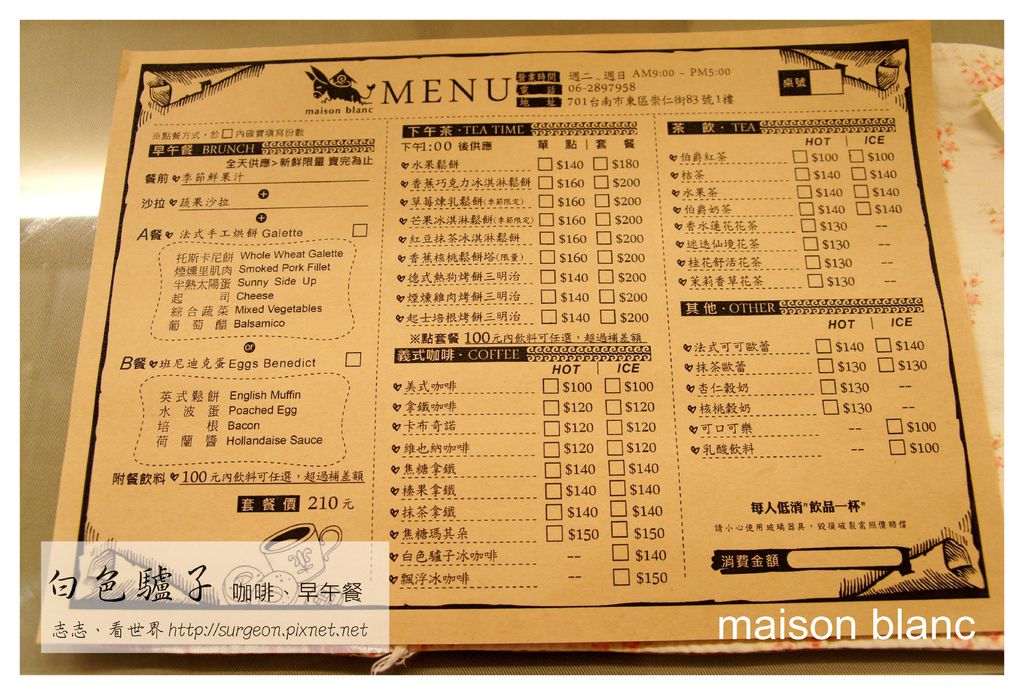 maison blanc
MENU
營業時間 週二、週日 AM9:00 ~ PM5:00
電話 06-2897958
地址 701台南市東區崇仁街83號1樓
桌號
※點餐方式,於□內確實填寫份數
早午餐 BRUNCH
全天供應>新鮮限量 賣完為止
餐前 季節鮮果汁
+
沙拉 蔬果沙拉
+
A餐 法式手工烘餅 Galette
托斯卡尼餅 Whole Wheat Galette
煙燻里肌肉 Smoked Pork Fillet
半熟太陽蛋 Sunny Side Up
起司 Cheese
綜合蔬菜 Mixed Vegetables
葡萄醋 Balsamico
or
B餐 班尼迪克蛋 Eggs Benedict
英式鬆餅 English Muffin
水波蛋 Poached Egg
培根 Bacon
荷蘭醬 Hollandaise Sauce
附餐飲料 100元內飲料可任選,超過補差額
套餐價 210元
下午茶・TEA TIME
下午1:00 後供應 單點 | 套餐
水果鬆餅 $140 $180
香蕉巧克力冰淇淋鬆餅 $160 $200
草莓煉乳鬆餅(季節限定) $160 $200
芒果冰淇淋鬆餅(季節限定) $160 $200
紅豆抹茶冰淇淋鬆餅 $160 $200
香蕉核桃鬆餅塔(限量) $160 $200
德式熱狗烤餅三明治 $140 $200
煙燻雞肉烤餅三明治 $140 $200
起士培根烤餅三明治 $140 $200
※點套餐 100元內飲料可任選,超過補差額
義式咖啡・COFFEE
HOT | ICE
美式咖啡 $100 $100
拿鐵咖啡 $120 $120
卡布奇諾 $120 $120
維也納咖啡 $120 $120
焦糖拿鐵 $140 $140
榛果拿鐵 $140 $140
抹茶拿鐵 $140 $140
焦糖瑪其朵 $150 $150
白色驢子冰咖啡 -- $140
飄浮冰咖啡 -- $150
茶飲・TEA
HOT | ICE
伯爵紅茶 $100 $100
桔茶 $140 $140
水果茶 $140 $140
伯爵奶茶 $140 $140
香水蓮花花茶 $130 --
迷迭仙境花茶 $130 --
桂花舒活花茶 $130 --
茉莉香草花茶 $130 --
其他・OTHER
HOT | ICE
法式可可歐蕾 $140 $140
抹茶歐蕾 $130 $130
杏仁穀奶 $130 --
核桃穀奶 $130 --
可口可樂 -- $100
乳酸飲料 -- $100
每人低消"飲品一杯"
請小心使用玻璃器具,毀損破裂需照價賠償
消費金額
白色驢子 咖啡、早午餐
志志、看世界 http://surgeon.pixnet.net
maison blanc